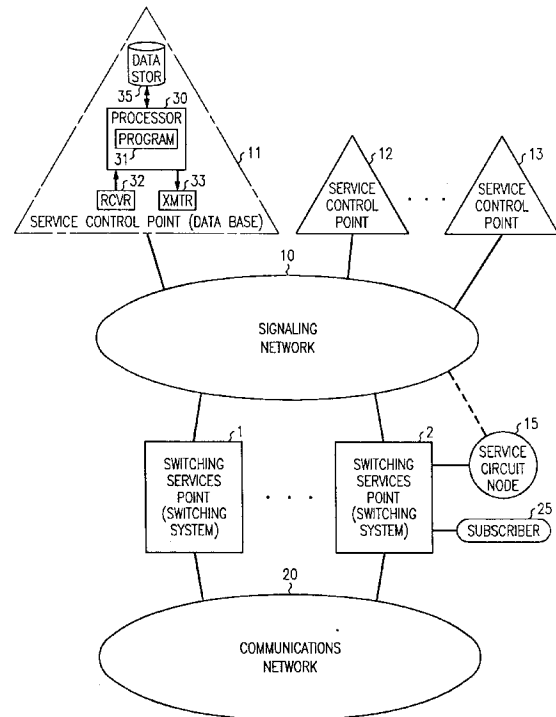 DATA
STOR
35
30
PROCESSOR
PROGRAM
31
11
32
33
RCVR
XMTR
SERVICE CONTROL POINT (DATA BASE)
12
SERVICE
CONTROL
POINT
. . .
13
SERVICE
CONTROL
POINT
10
SIGNALING
NETWORK
1
SWITCHING
SERVICES
POINT
(SWITCHING
SYSTEM)
. . .
2
SWITCHING
SERVICES
POINT
(SWITCHING
SYSTEM)
15
SERVICE
CIRCUIT
NODE
25
SUBSCRIBER
20
COMMUNICATIONS
NETWORK